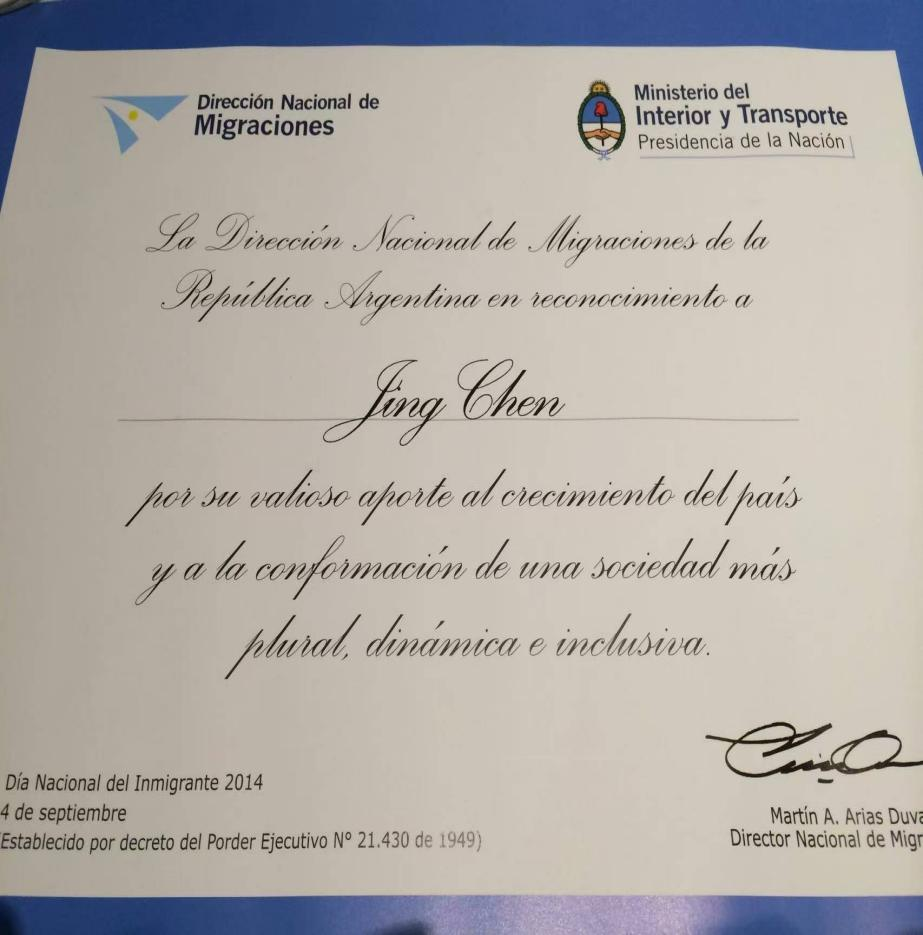 Dirección Nacional de
Migraciones
Ministerio del
Interior y Transporte
Presidencia de la Nación
La Dirección Nacional de Migraciones de la
República Argentina en reconocimiento a
Jing Chen
por su valioso aporte al crecimiento del país
y a la conformación de una sociedad más
plural, dinámica e inclusiva.
Día Nacional del Inmigrante 2014
4 de septiembre
(Establecido por decreto del Porder Ejecutivo N° 21.430 de 1949)
Martín A. Arias Duva
Director Nacional de Migr